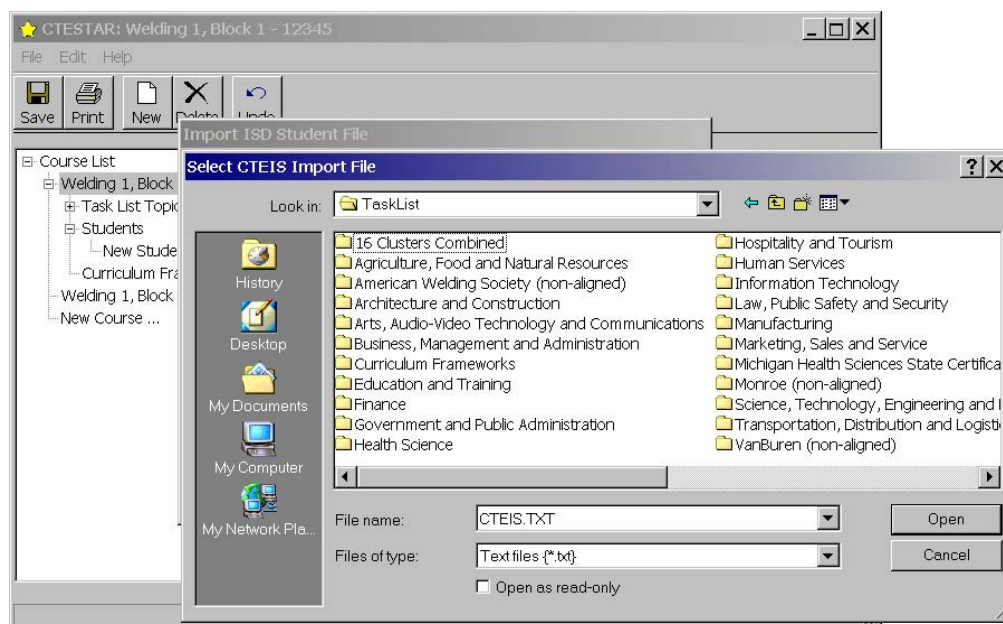 CTESTAR: Welding 1, Block 1 - 12345
File Edit Help
Save Print New Delete Undo
Import ISD Student File
Course List
Welding 1, Block
Task List Topic
Students
New Stude
Curriculum Fra
Welding 1, Block
New Course ...
Select CTEIS Import File
Look in: TaskList
History
Desktop
My Documents
My Computer
My Network Pla...
16 Clusters Combined
Agriculture, Food and Natural Resources
American Welding Society (non-aligned)
Architecture and Construction
Arts, Audio-Video Technology and Communications
Business, Management and Administration
Curriculum Frameworks
Education and Training
Finance
Government and Public Administration
Health Science
Hospitality and Tourism
Human Services
Information Technology
Law, Public Safety and Security
Manufacturing
Marketing, Sales and Service
Michigan Health Sciences State Certifica
Monroe (non-aligned)
Science, Technology, Engineering and
Transportation, Distribution and Logisti
VanBuren (non-aligned)
File name: CTEIS.TXT Open
Files of type: Text files {*.txt} Cancel
Open as read-only